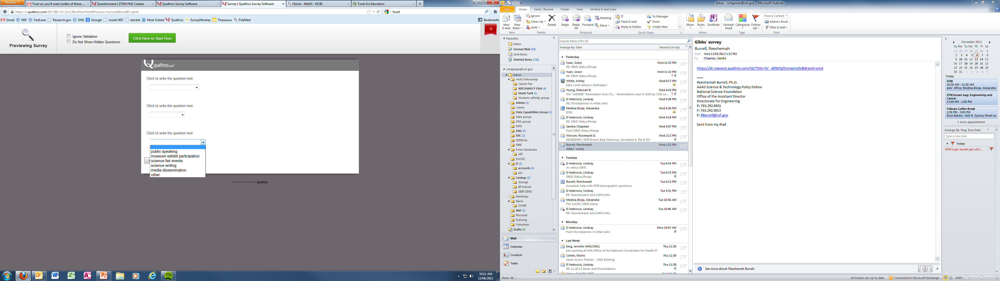 Firefox
Trust us: you'll want oodles of these. ...
Questionnaire | STEM PhD Careers
Qualtrics Survey Software
Survey | Qualtrics Survey Software
Home - MeSH - NCBI
Tools for Education
https://s.qualtrics.com/SE/?SID=SV_3mC28nv6SarHSeN&Preview=Survey&BrandID=qtrial
fossil
Gmail NSF FastLane Research.gov ENG iGoogle inside NSF elacket Most Visited Qualtrics SurveyMonkey Thesaurus PubMed
Bookmarks
Previewing Survey
Ignore Validation
Do Not Show Hidden Questions
Click Here to Start Over
qualtrics.com
Click to write the question text
Click to write the question text
Click to write the question text
public speaking
museum exhibit participation
science fair events
science writing
media dissemination
other
Survey Powered By Qualtrics
10:11 AM
12/06/2012
Inbox - schapman@nsf.gov - Microsoft Outlook
File Home Send / Receive Folder View McAfee E-mail Scan
New E-mail
New Items
New
Ignore
Clean Up
Junk
Delete
Delete
Reply
Reply All
Forward
Meeting
More
Respond
IT
Team E-mail
Reply & Delete
To Manager
Done
Create New
Quick Steps
Move
Rules
OneNote
Move
Unread/ Read
Categorize
Follow Up
Tags
Find a Contact
Address Book
Filter E-mail
Find
Favorites
Inbox
Unread Mail (30)
Sent Items
Deleted Items (158)
schapman@nsf.gov
Inbox
AAAS fellowship
Career Fair
NSF/AAAS P E&A (4)
Shark Tank (1)
Womens affinity group
Admin (1)
Career
Data Capabilities Group (1)
Data group
DRA group
EFRI
ENG (7)
ERC (2)
FEDEVAL
FIRE
From Alexandra
AEI
I/UCRC
IT (2)
accounts (4)
pw
Lindsay (2)
George
IIP Adcom
SBIR DIMS
Meetings
Nano
OCNR
NSF (2)
Personal
Training
Volunteer
Drafts [4]
Mail
Calendar
Contacts
Tasks
Items: 40
Search Inbox (Ctrl+E)
Arrange By: Date
Newest on top
Yesterday
Yuan, Grace Wed 11:25 PM
RE: DIMS Status/Recap
Yuan, Grace Wed 11:22 PM
RE: DIMS Status/Recap
White, Ashley Wed 6:17 PM
Kate's and Yaihara's Birthdays!!
Young, Deborah B. Wed 4:45 PM
The "SAMMIE" Nomination Goes To... -Nominiations due in OAD by COB ne...
D'Ambrosio, Lindsay Wed 4:38 PM
RE: Discrepancies in intial sales
Medina-Borja, Alexandra Wed 4:26 PM
EFRI
D'Ambrosio, Lindsay Wed 4:18 PM
RE: DIMS Status/Recap
Sandra Chapman Wed 4:07 PM
Fwd: DIMS Status/Recap
Wesson, Rosemarie D. Wed 2:12 PM
REMINDER!!! EFRI Brown Bag Tomorrow, December 6, Rm II-555
Burrell, Reeshemah Wed 1:32 PM
Gibbs' survey
Tuesday
D'Ambrosio, Lindsay Tue 6:54 PM
re: status DIMS
D'Ambrosio, Lindsay Tue 6:25 PM
DIMS Status/Recap
Burrell, Reeshemah Tue 6:12 PM
Accepted: help with EFRI demographic questions
D'Ambrosio, Lindsay Tue 4:51 PM
RE: Dawnbreaker and LARTA Info
Medina-Borja, Alexandra Tue 10:56 AM
FW: I/UCRC DIMS status
D'Ambrosio, Lindsay Tue 10:46 AM
RE: Dawnbreaker and LARTA Info
Monday
D'Ambrosio, Lindsay Mon 10:07 AM
Fwd: Discrepancies in intial sales
Last Week
King, Jennifer (HHS/ONC) Thu 11/29
job opening at HHS Office of the National Coordinator for Health IT
Cohen, Morris Thu 11/29
Open Access Policies -- ENG Briefing
D'Ambrosio, Lindsay Thu 11/29
RE: 11.20.12 Notes and Presentations
Gibbs' survey
Burrell, Reeshemah
Sent: Wed 12/05/2012 1:32 PM
To: Chapman, Sandra
https://dc-viawest.qualtrics.com/SE/?SID=SV_cBfMQZOvVajmsDz&Brand=umd
===
Reeshemah Burrell, Ph.D.
AAAS Science & Technology Policy Fellow
National Science Foundation
Office of the Assistant Director
Directorate for Engineering
P: 703.292.8931
F: 703.292.9013
E: RBurrell@nsf.gov
Sent from my iPad
See more about: Reeshemah Burrell.
All folders are up to date. Connected to Microsoft Exchange 100%
December 2012
Su Mo Tu We Th Fr Sa
25 26 27 28 29 30 1
2 3 4 5 6 7 8
9 10 11 12 13 14 15
16 17 18 19 20 21 22
23 24 25 26 27 28 29
30 31 1 2 3 4 5
Today
EFRI
10:30 AM - 11:30 AM
alex' office; Medina-Borja, Alexandra
EFRI brown bag: Engineering and Cancer
12:00 PM - 1:00 PM
Fellows Coffee Break
2:30 PM - 3:00 PM
Buzz Bakery - 818 N. Quincy Street
1 more appointment
Arrange By: Flag: Due Date
Type a new task
Today
EFRI Logic model ppt sdl 1...